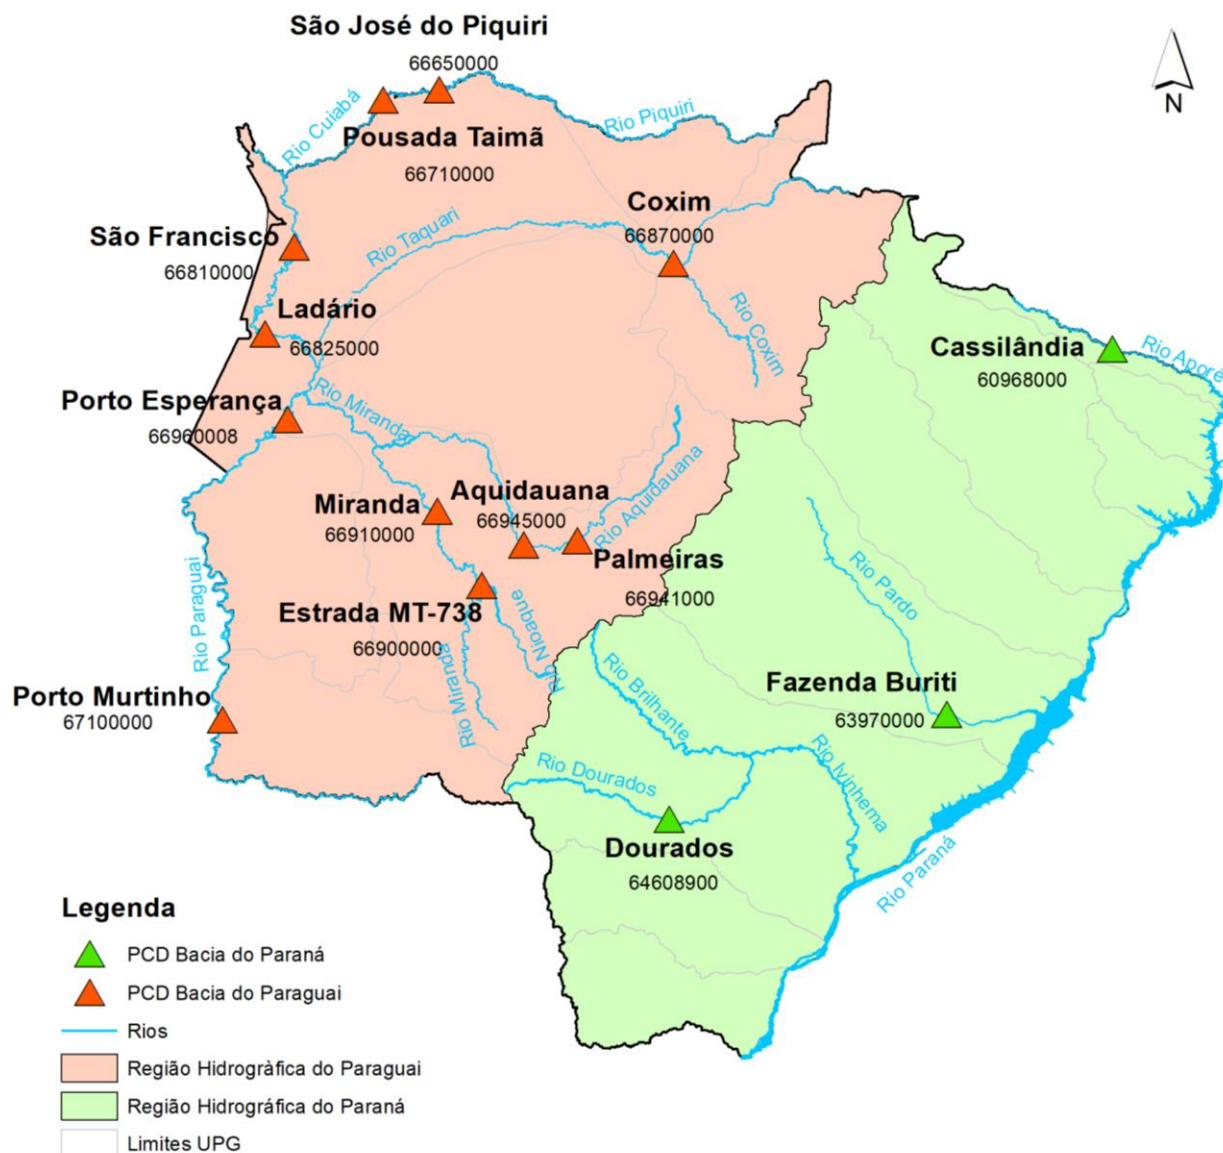 São José do Piquiri
66650000
N
Rio Cuiabá
Pousada Taimã
66710000
Rio Piquiri
Coxim
66870000
São Francisco
66810000
Rio Taquari
Ladário
66825000
Rio Coxim
Cassilândia
60968000
Rio Aporé
Porto Esperança
66960008
Rio Miranda
Miranda
66910000
Aquidauana
66945000
Rio Aquidauana
Palmeiras
66941000
Rio Paraguai
Estrada MT-738
66900000
Rio Nioaque
Rio Miranda
Rio Pardo
Porto Murtinho
67100000
Rio Brilhante
Fazenda Buriti
63970000
Rio Dourados
Rio Ivinhema
Dourados
64608900
Rio Paraná
Legenda
PCD Bacia do Paraná
PCD Bacia do Paraguai
Rios
Região Hidrogràfica do Paraguai
Região Hidrográfica do Paraná
Limites UPG